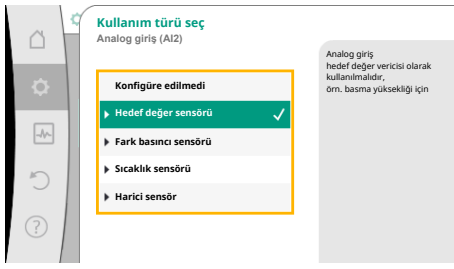 Kullanım türü seç
Analog giriş (AI2)
Konfigüre edilmedi
Hedef değer sensörü
Fark basıncı sensörü
Sıcaklık sensörü
Harici sensör
Analog giriş
hedef değer vericisi olarak
kullanılmalıdır,
örn. basma yüksekliği için